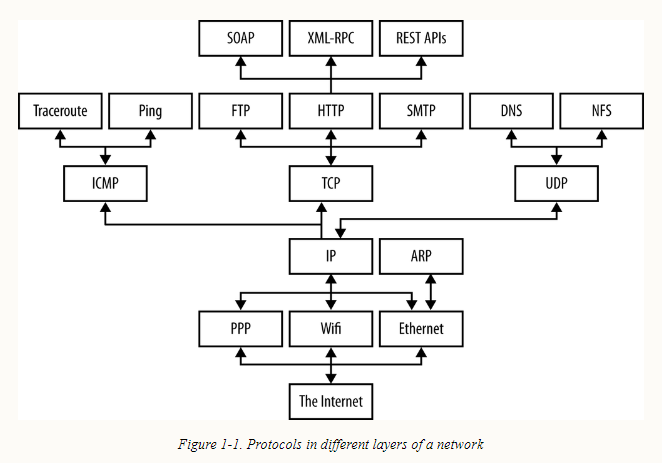 SOAP XML-RPC REST APIs
Traceroute Ping FTP HTTP SMTP DNS NFS
ICMP TCP UDP
IP ARP
PPP Wifi Ethernet
The Internet
Figure 1-1. Protocols in different layers of a network